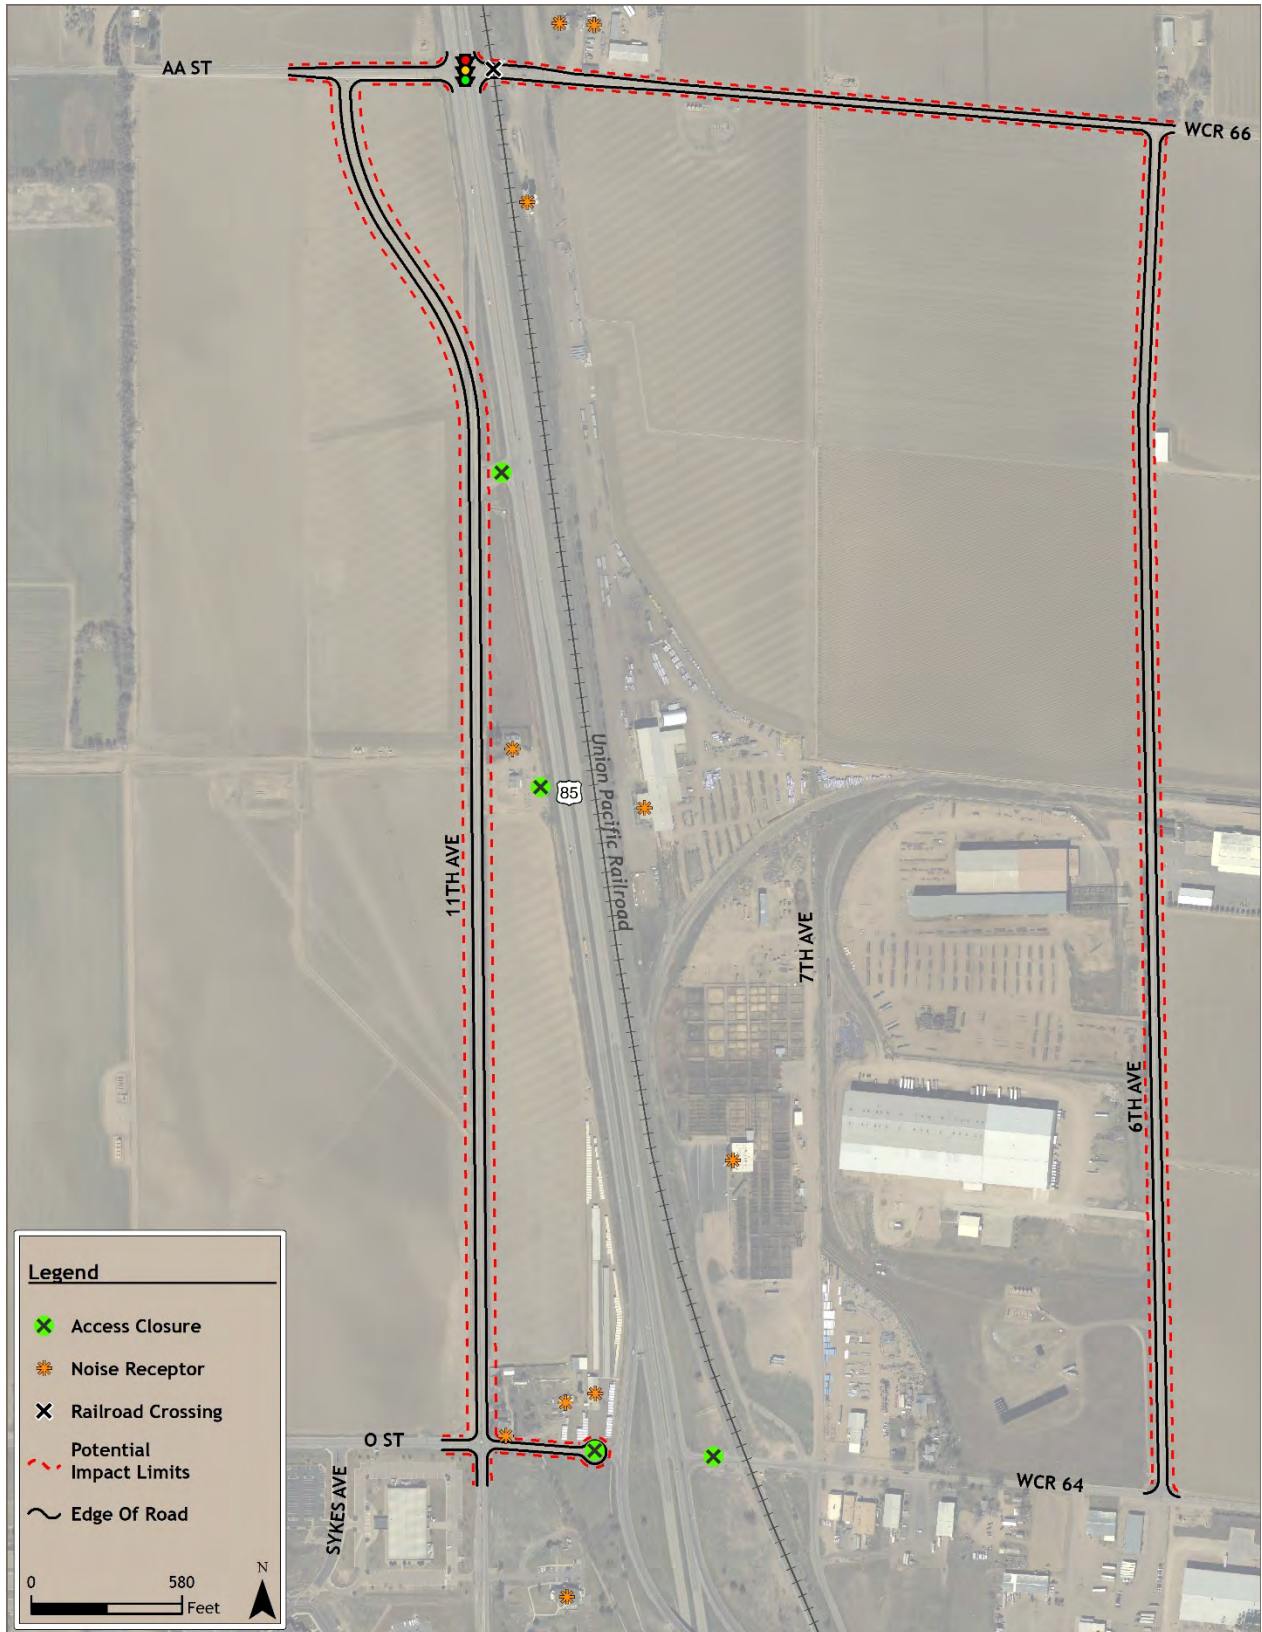 AA ST
WCR 66
Union Pacific Railroad
85
11TH AVE
7TH AVE
6TH AVE
O ST
WCR 64
SYKES AVE
Legend
Access Closure
Noise Receptor
Railroad Crossing
Potential
Impact Limits
Edge Of Road
N
0 580
Feet